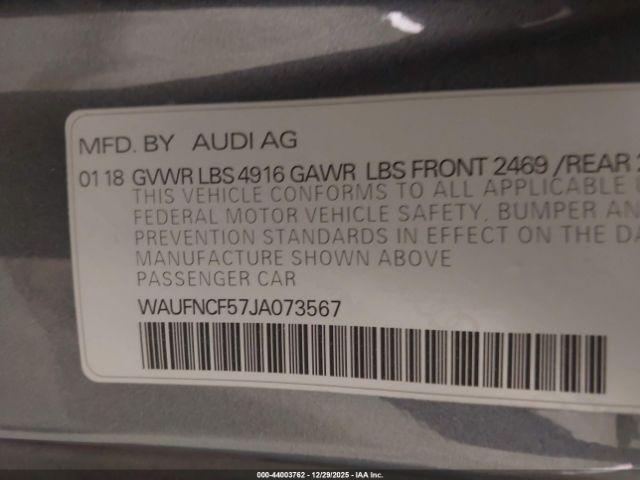 MFD. BY AUDI AG
01 18 GVWR LBS 4916 GAWR LBS FRONT 2469 /REAR
THIS VEHICLE CONFORMS TO ALL APPLICABLE
FEDERAL MOTOR VEHICLE SAFETY, BUMPER
PREVENTION STANDARDS IN EFFECT ON THE
MANUFACTURE SHOWN ABOVE
PASSENGER CAR
WAUFNCF57JA073567
000-44003762 - 12/29/2025 - IAA Inc.